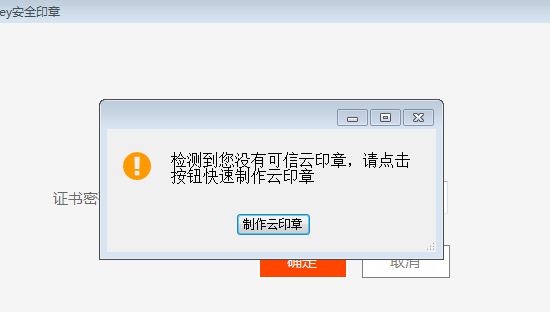 ey安全印章
检测到您没有可信云印章，请点击
按钮快速制作云印章
证书密
制作云印章
确定
取消